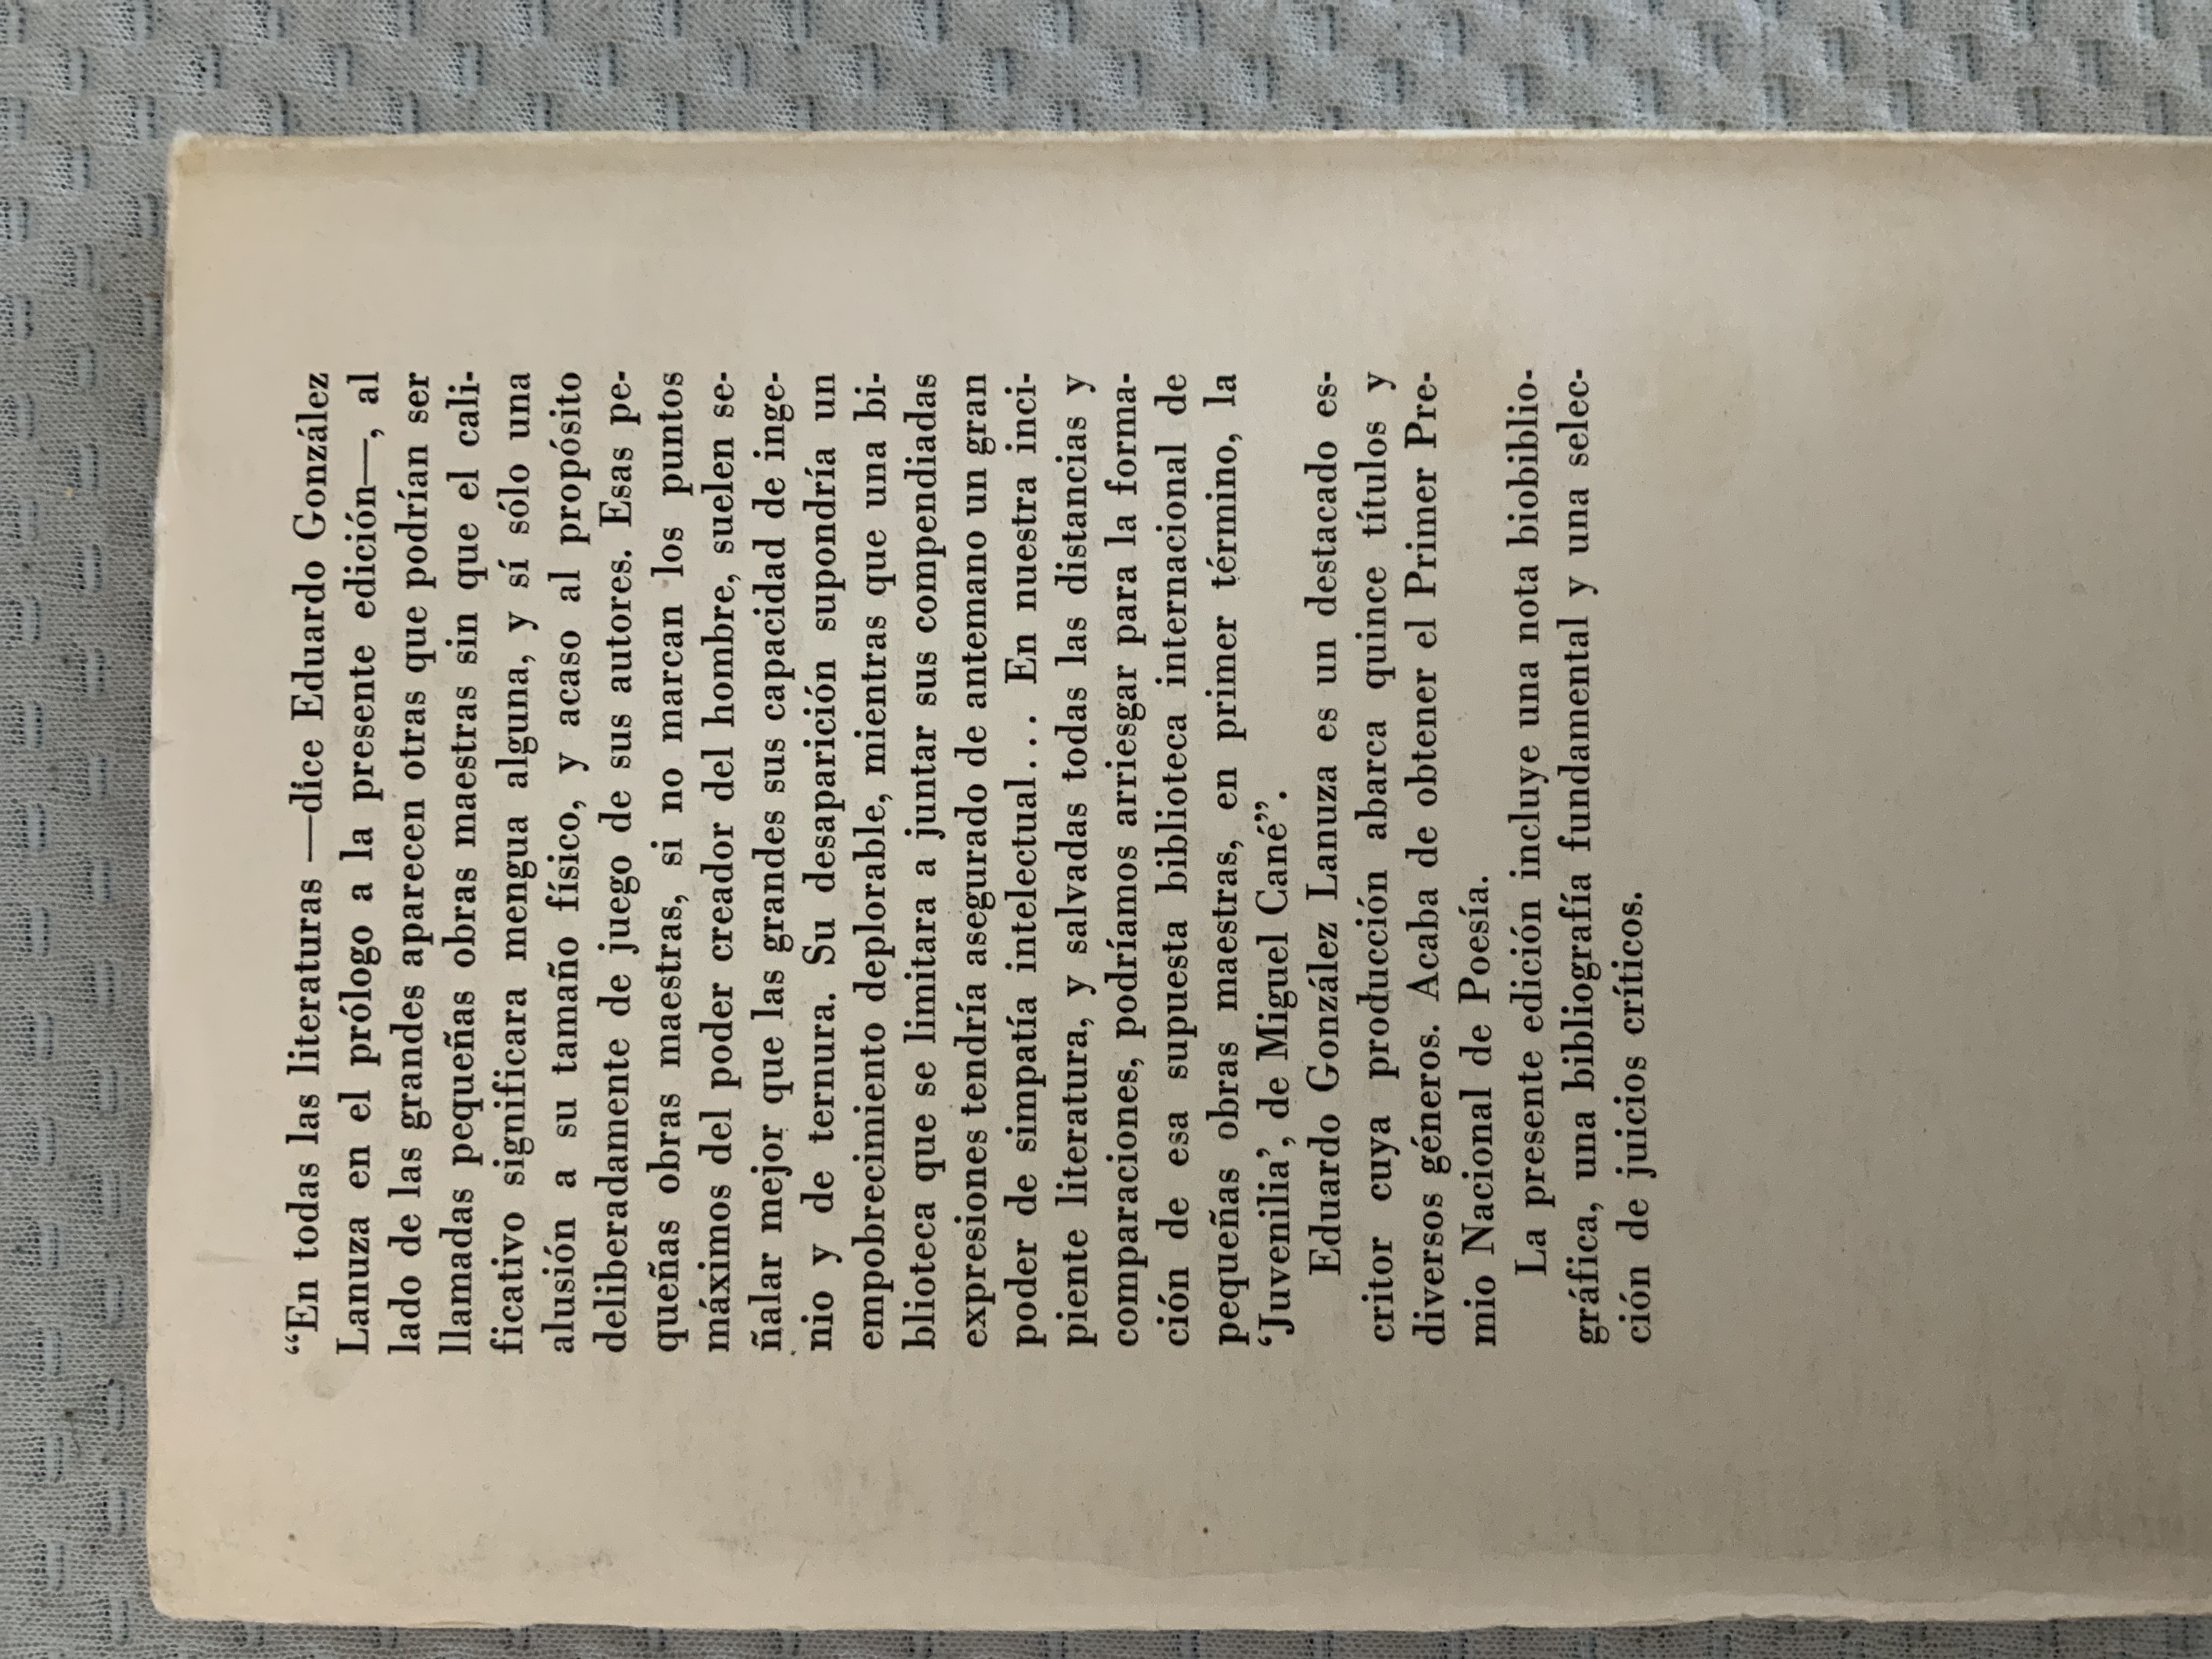 “En todas las literaturas —dice Eduardo González
Lanuza en el prólogo a la presente edición—, al
lado de las grandes aparecen otras que podrían ser
llamadas pequeñas obras maestras sin que el cali-
ficativo significara mengua alguna, y sí sólo una
alusión a su tamaño físico, y acaso al propósito
deliberadamente de juego de sus autores. Esas pe-
queñas obras maestras, si no marcan los puntos
máximos del poder creador del hombre, suelen se-
ñalar mejor que las grandes sus capacidad de inge-
nio y de ternura. Su desaparición supondría un
empobrecimiento deplorable, mientras que una bi-
blioteca que se limitara a juntar sus compendiadas
expresiones tendría asegurado de antemano un gran
poder de simpatía intelectual... En nuestra inci-
piente literatura, y salvadas todas las distancias y
comparaciones, podríamos arriesgar para la forma-
ción de esa supuesta biblioteca internacional de
pequeñas obras maestras, en primer término, la
‘Juvenilia’, de Miguel Cané”.
Eduardo González Lanuza es un destacado es-
critor cuya producción abarca quince títulos y
diversos géneros. Acaba de obtener el Primer Pre-
mio Nacional de Poesía.
La presente edición incluye una nota biobiblio-
gráfica, una bibliografía fundamental y una selec-
ción de juicios críticos.